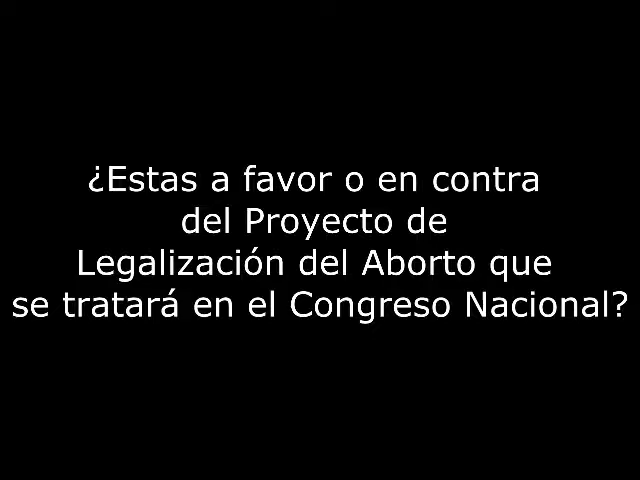 ¿Estas a favor o en contra
del Proyecto de
Legalización del Aborto que
se tratará en el Congreso Nacional?